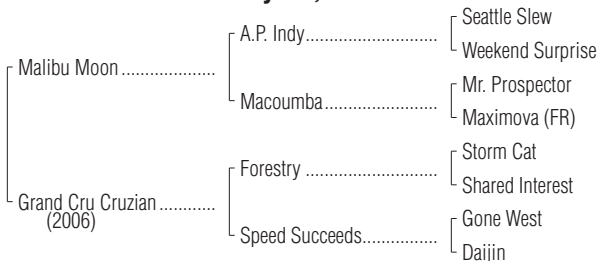 Seattle Slew
A.P. Indy
Weekend Surprise
Malibu Moon
Mr. Prospector
Macoumba
Maximova (FR)
Storm Cat
Forestry
Shared Interest
Grand Cru Cruzian
(2006)
Gone West
Speed Succeeds
Daijin